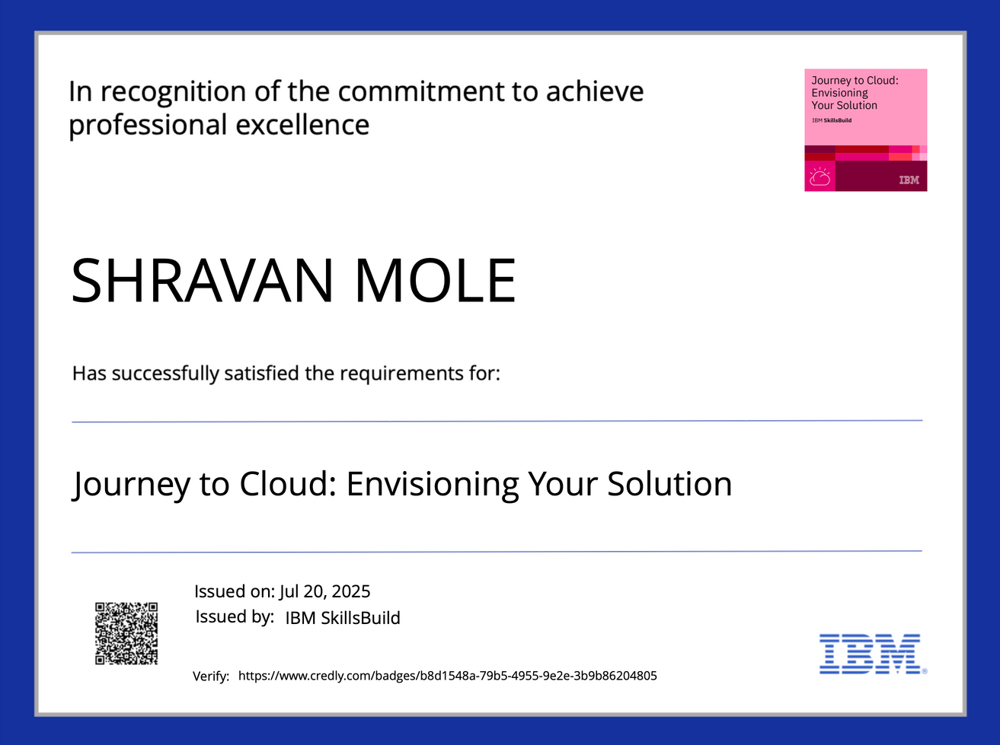 In recognition of the commitment to achieve
professional excellence
Journey to Cloud:
Envisioning
Your Solution
IBM SkillsBuild
IBM
SHRAVAN MOLE
Has successfully satisfied the requirements for:
Journey to Cloud: Envisioning Your Solution
Issued on: Jul 20, 2025
Issued by: IBM SkillsBuild
IBM®
Verify: https://www.credly.com/badges/b8d1548a-79b5-4955-9e2e-3b9b86204805